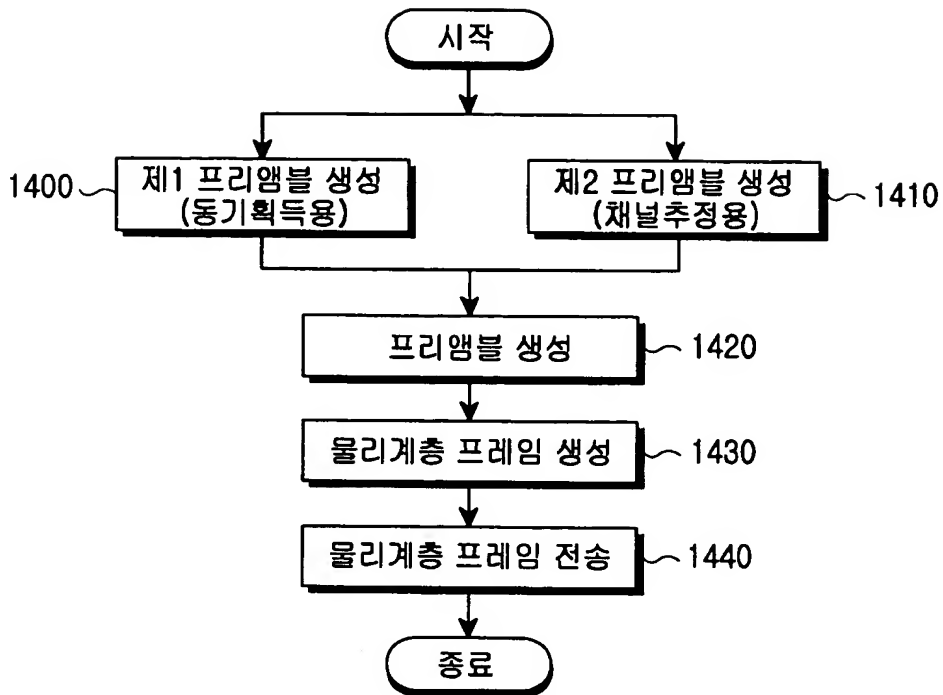 시작
1400
제1 프리앰블 생성
(동기획득용)
제2 프리앰블 생성
(채널추정용)
1410
프리앰블 생성
1420
물리계층 프레임 생성
1430
물리계층 프레임 전송
1440
종료